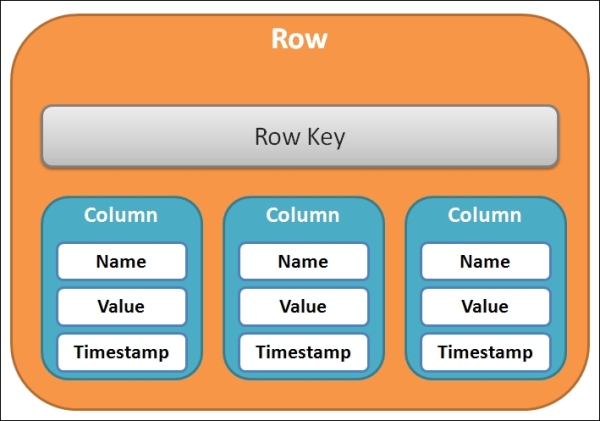 Row
Row Key
Column Column Column
Name Name Name
Value Value Value
Timestamp Timestamp Timestamp